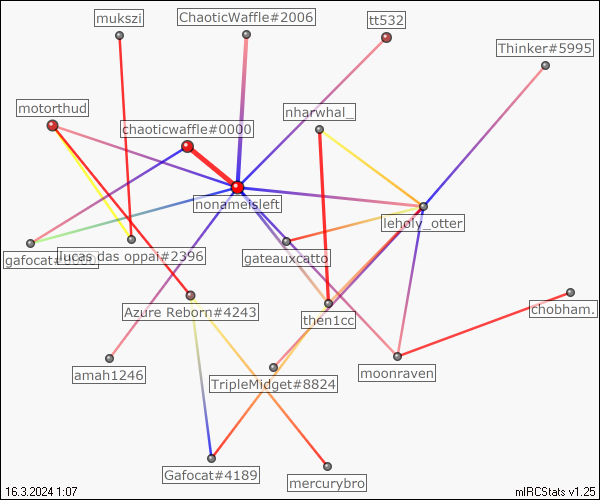 mukszi
ChaoticWaffle#2006
tt532
Thinker#5995
motorthud
nharwhal_
chaoticwaffle#0000
nonameisleft
leholy_otter
lucas das oppai#2396
gateauxcatto
Azure Reborn#4243
then1cc
chobham.
amah1246
TripleMidget#8824
moonraven
Gafocat#4189
mercurybro
16.3.2024 1:07
mIRCStats v1.25